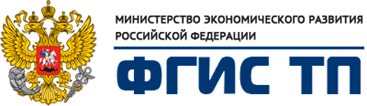 МИНИСТЕРСТВО ЭКОНОМИЧЕСКОГО РАЗВИТИЯ
РОССИЙСКОЙ ФЕДЕРАЦИИ
ФГИС ТП